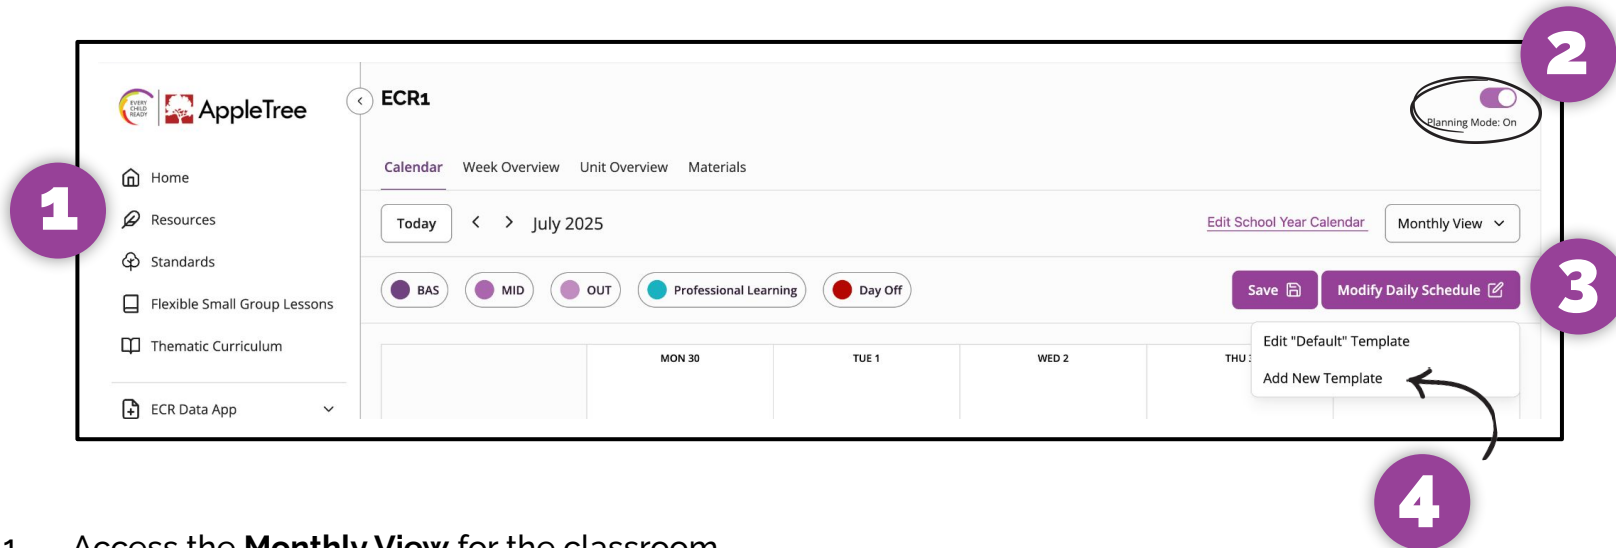 2
EVERY CHILD READY AppleTree
ECR1
Planning Mode: On
1
Home
Calendar Week Overview Unit Overview Materials
Resources
Today July 2025 Edit School Year Calendar Monthly View
Standards
3
Flexible Small Group Lessons
BAS MID OUT Professional Learning Day Off Save Modify Daily Schedule
Thematic Curriculum
Edit "Default" Template
MON 30 TUE 1 WED 2 THU
Add New Template
ECR Data App
4
1. Access the Monthly View for the classroom